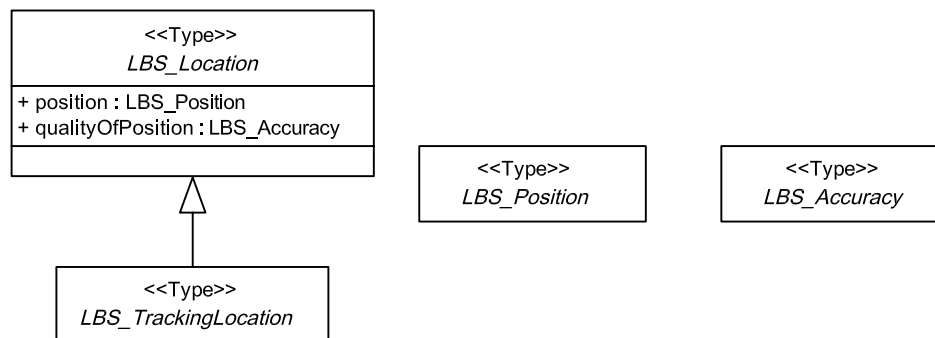 <<Type>>
LBS_Location
+ position : LBS_Position
+ qualityOfPosition : LBS_Accuracy
<<Type>>
LBS_Position
<<Type>>
LBS_Accuracy
<<Type>>
LBS_TrackingLocation